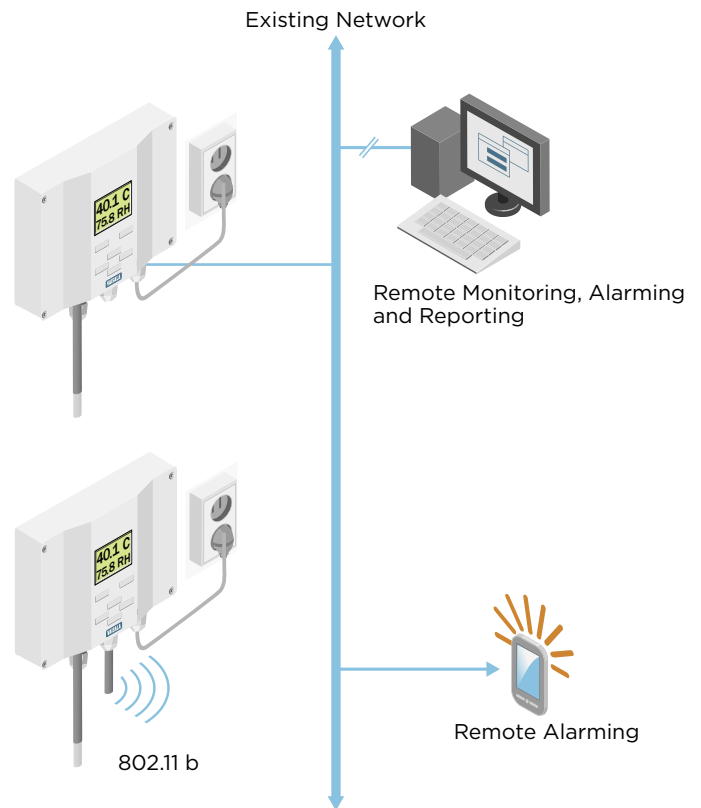 Existing Network
40.1 C
75.8 RH
Remote Monitoring, Alarming
and Reporting
40.1 C
75.8 RH
802.11 b
Remote Alarming